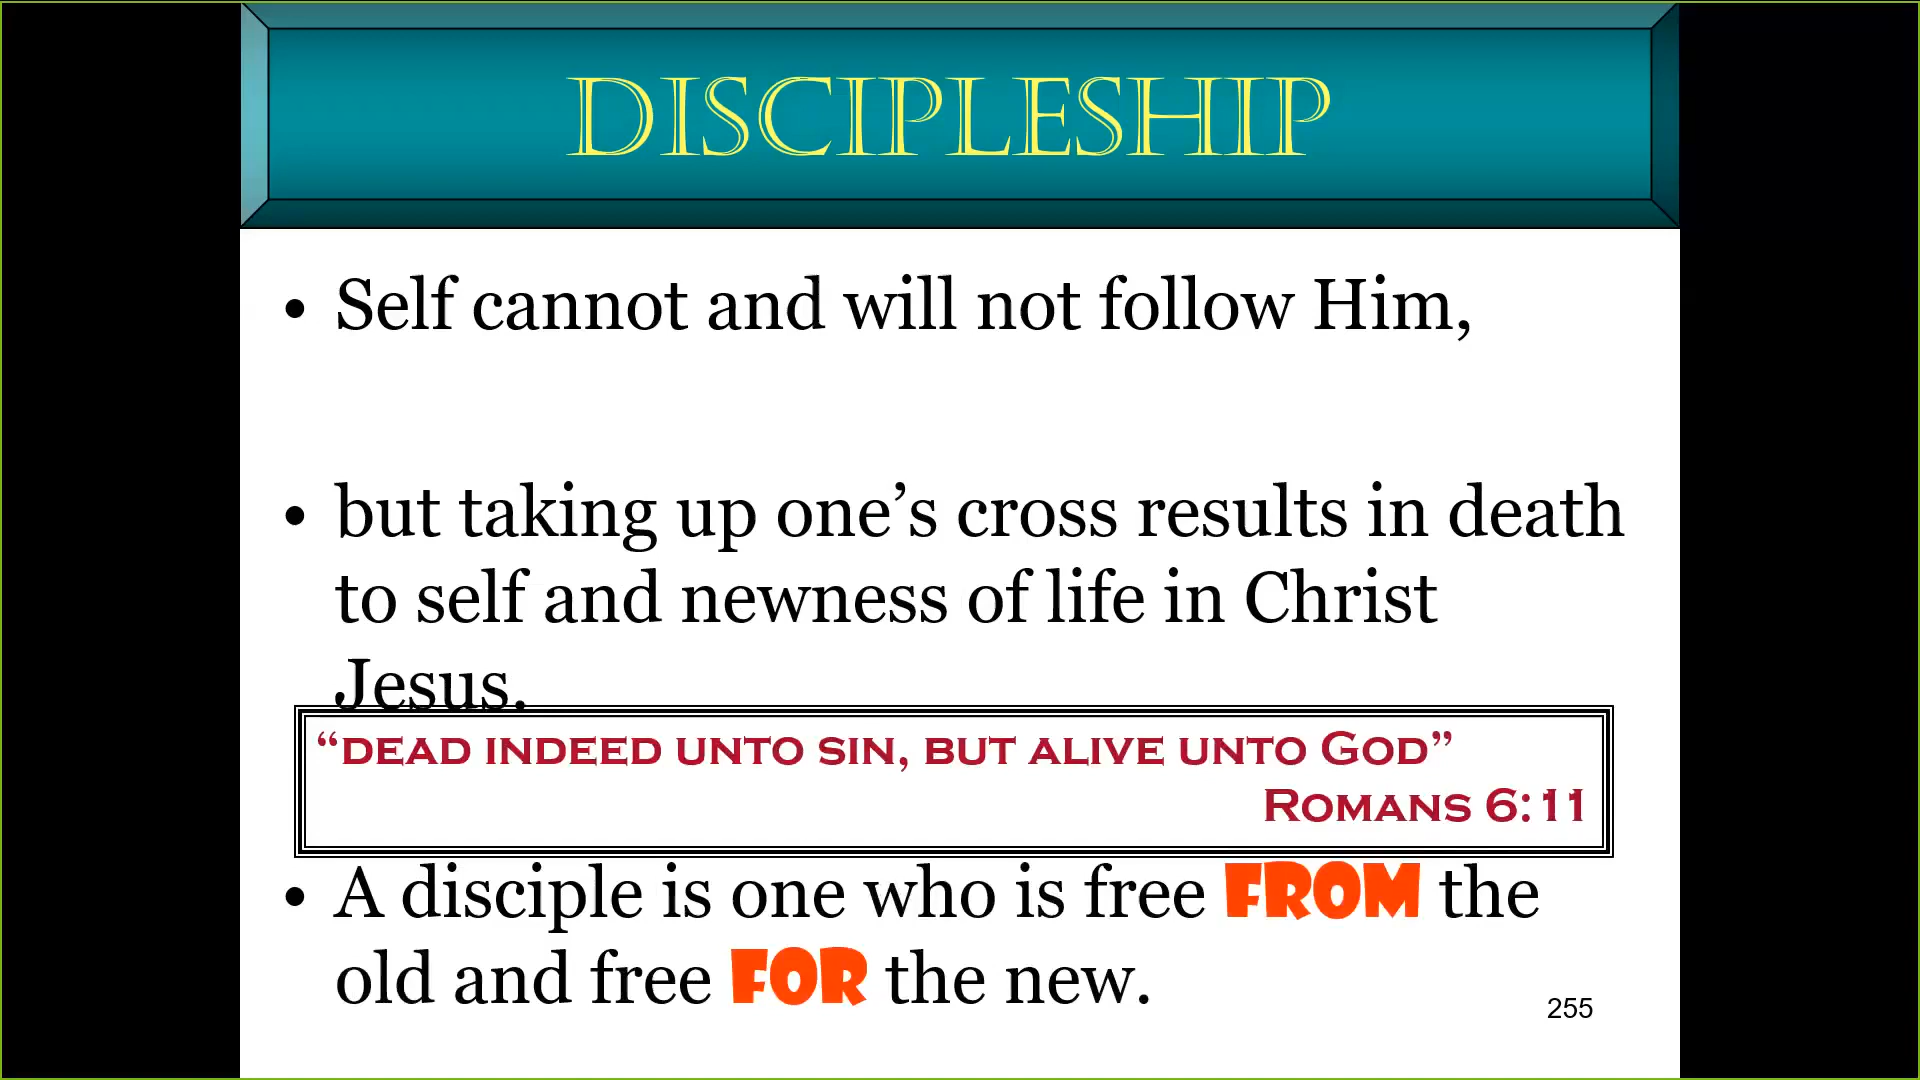 DISCIPLESHIP
• Self cannot and will not follow Him,
• but taking up one’s cross results in death
to self and newness of life in Christ
Jesus.
“dead indeed unto sin, but alive unto God”
Romans 6:11
• A disciple is one who is free FROM the
old and free FOR the new.
255